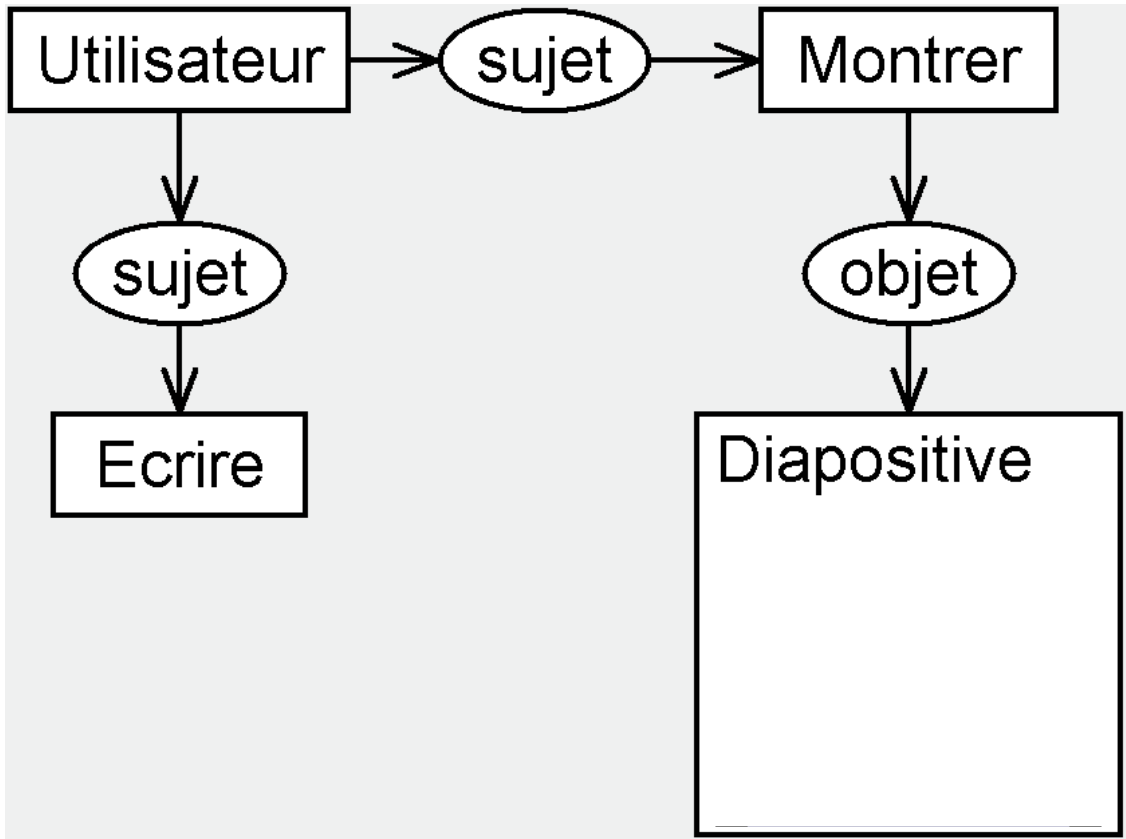 Utilisateur
sujet
Montrer
sujet
objet
Ecrire
Diapositive